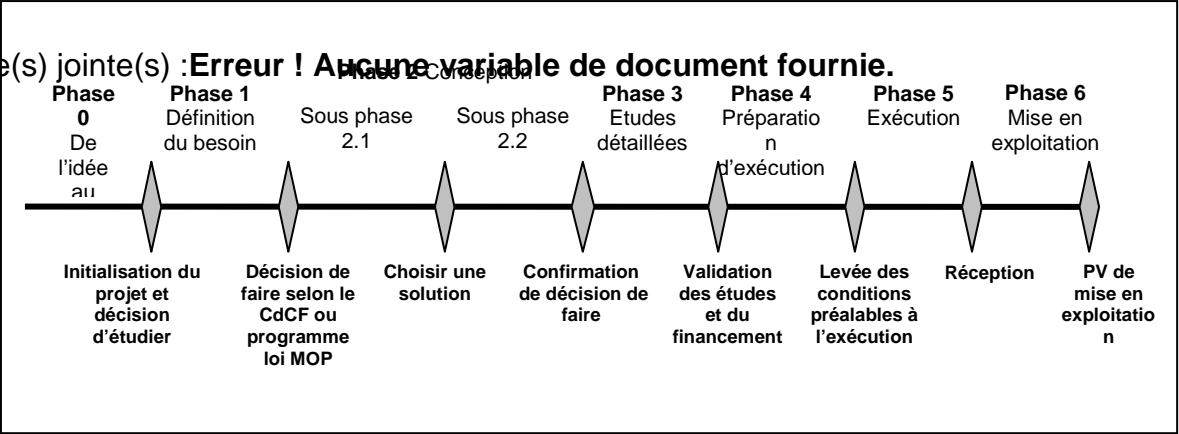 e(s) jointe(s) :Erreur ! Aucune variable de document fournie.
Phase 2 Conception
Phase
0
De
l'idée
au
Phase 1
Définition
du besoin
Sous phase
2.1
Sous phase
2.2
Phase 3
Etudes
détaillées
Phase 4
Préparatio
n
d'exécution
Phase 5
Exécution
Phase 6
Mise en
exploitation
Initialisation du
projet et
décision
d'étudier
Décision de
faire selon le
CdCF ou
programme
loi MOP
Choisir une
solution
Confirmation
de décision de
faire
Validation
des études
et du
financement
Levée des
conditions
préalables à
l'exécution
Réception
PV de
mise en
exploitatio
n